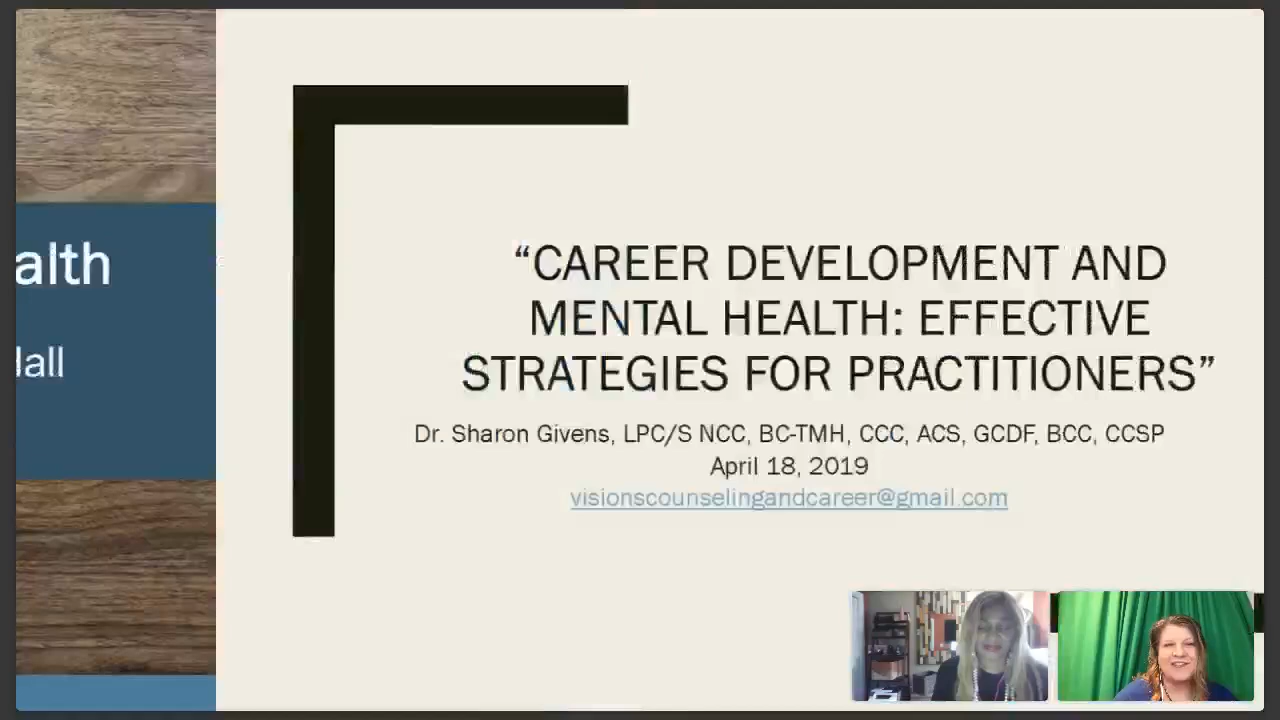 alth
“CAREER DEVELOPMENT AND
MENTAL HEALTH: EFFECTIVE
STRATEGIES FOR PRACTITIONERS”
Dr. Sharon Givens, LPC/S NCC, BC-TMH, CCC, ACS, GCDF, BCC, CCSP
April 18, 2019
visionscounselingandcareer@gmail.com